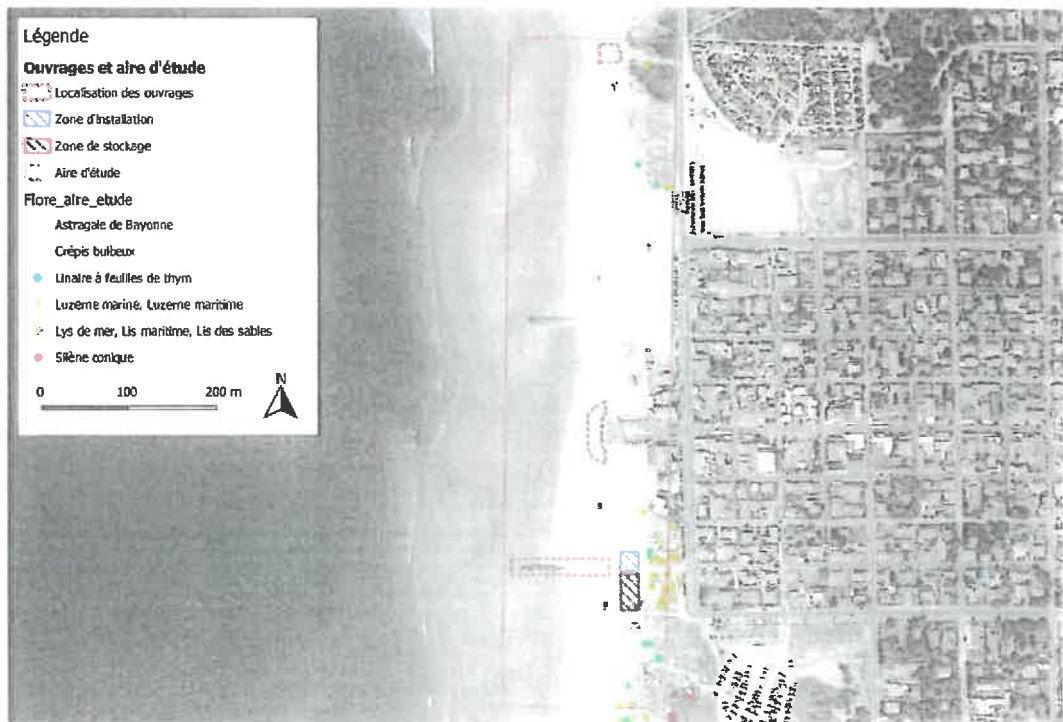 Légende
Ouvrages et aire d'étude
Localisation des ouvrages
Zone d'installation
Zone de stockage
Aire d'étude
Flore_aire_etude
Astragale de Bayonne
Crépis bulbeux
Linaire à feuilles de thym
Luzerne marine, Luzerne maritime
Lys de mer, Lis maritime, Lis des sables
Silène conique
0 100 200 m
N